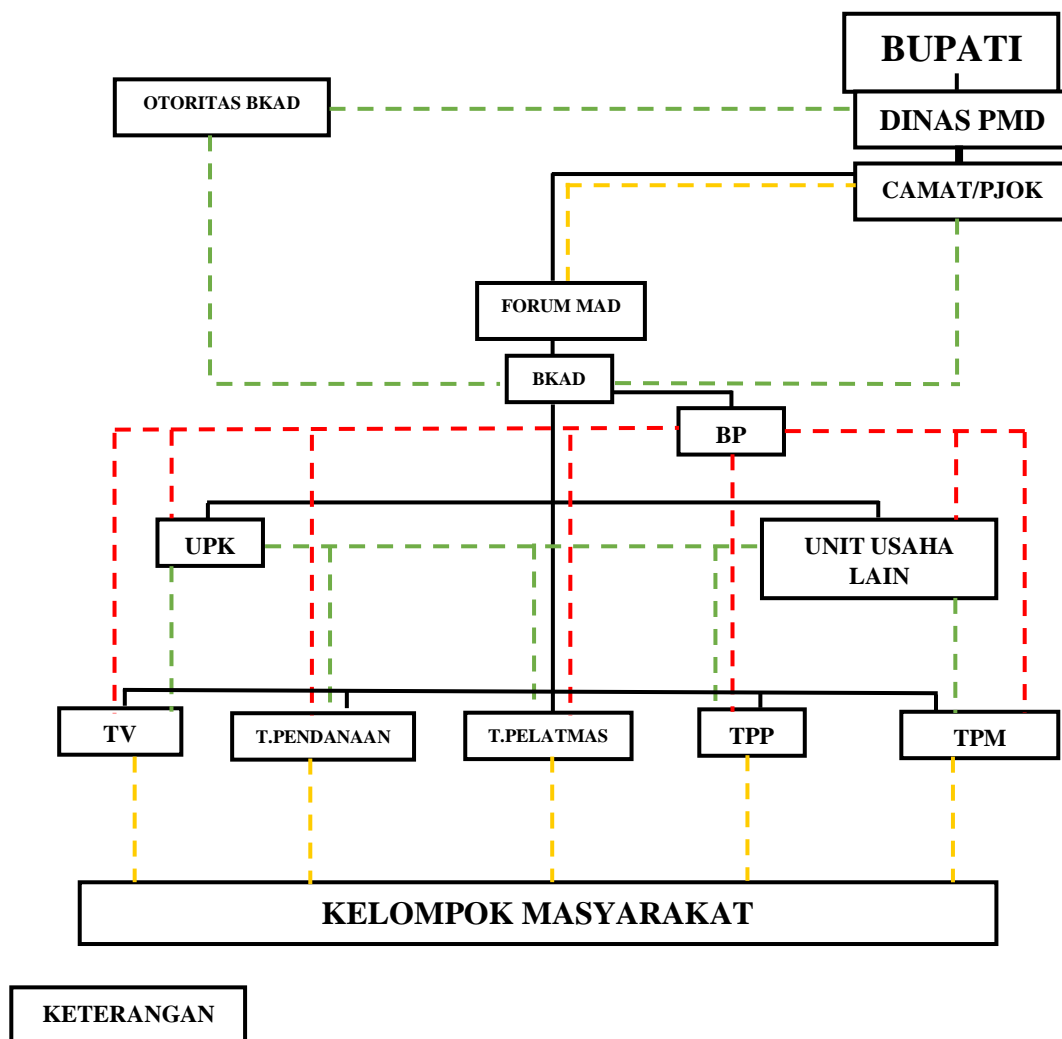 BUPATI
OTORITAS BKAD
DINAS PMD
CAMAT/PJOK
FORUM MAD
BKAD
BP
UPK
UNIT USAHA
LAIN
TV
T.PENDANAAN
T.PELATMAS
TPP
TPM
KELOMPOK MASYARAKAT
KETERANGAN